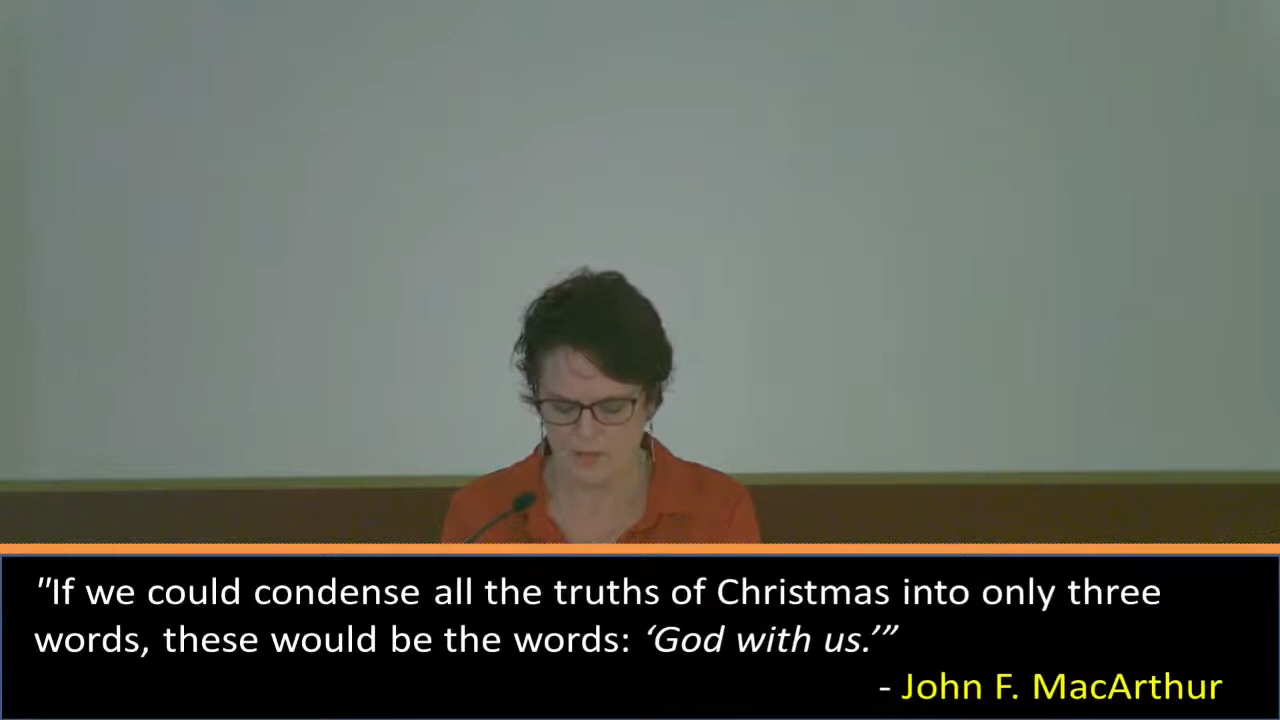 "If we could condense all the truths of Christmas into only three
words, these would be the words: ‘God with us.’”
- John F. MacArthur